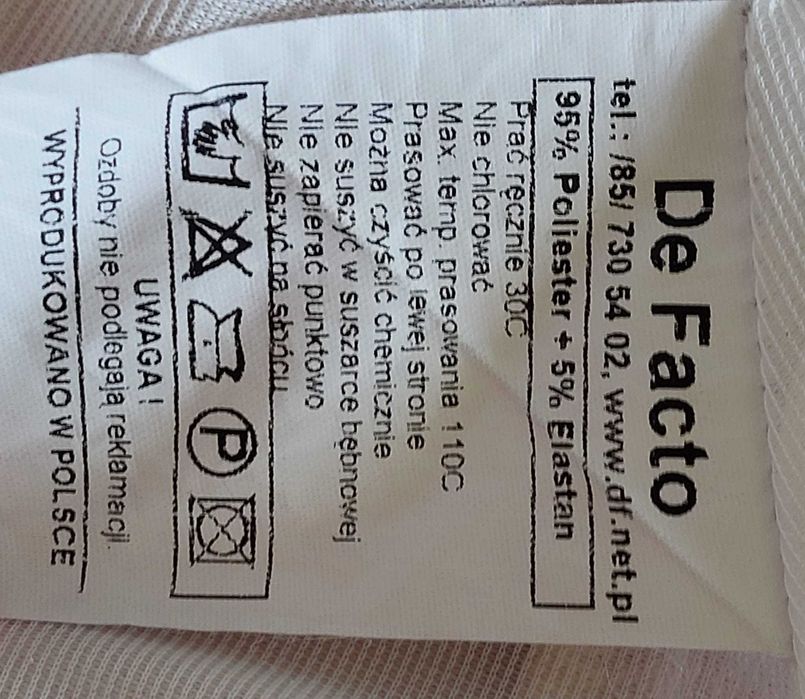 De Facto
tel.: /85/ 730 54 02, www.df.net.pl
95% Poliester + 5% Elastan
Prać ręcznie 30C
Nie chlorować
Max. temp. prasowania 110C
Prasować po lewej stronie
Można czyścić chemicznie
Nie suszyć w suszarce bębnowej
Nie zapierać punktowo
Nie suszyć na słońcu
P
UWAGA!
Ozdoby nie podlegają reklamacji.
WYPRODUKOWANO W POLSCE